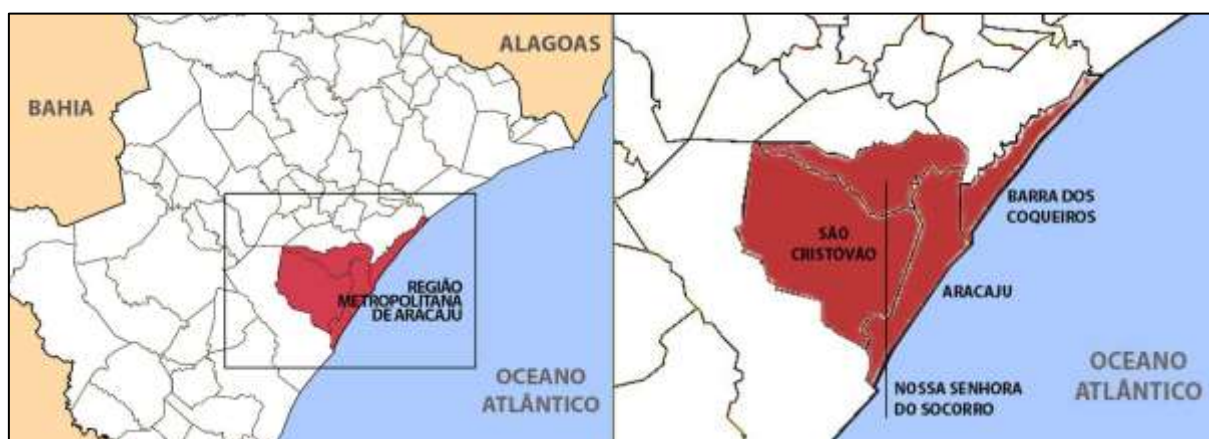 ALAGOAS
BAHIA
REGIÃO
METROPOLITANA
DE ARACAJU
OCEANO
ATLÂNTICO
BARRA DOS
COQUEIROS
SÃO
CRISTOVÃO
ARACAJU
OCEANO
ATLÂNTICO
NOSSA SENHORA
DO SOCORRO